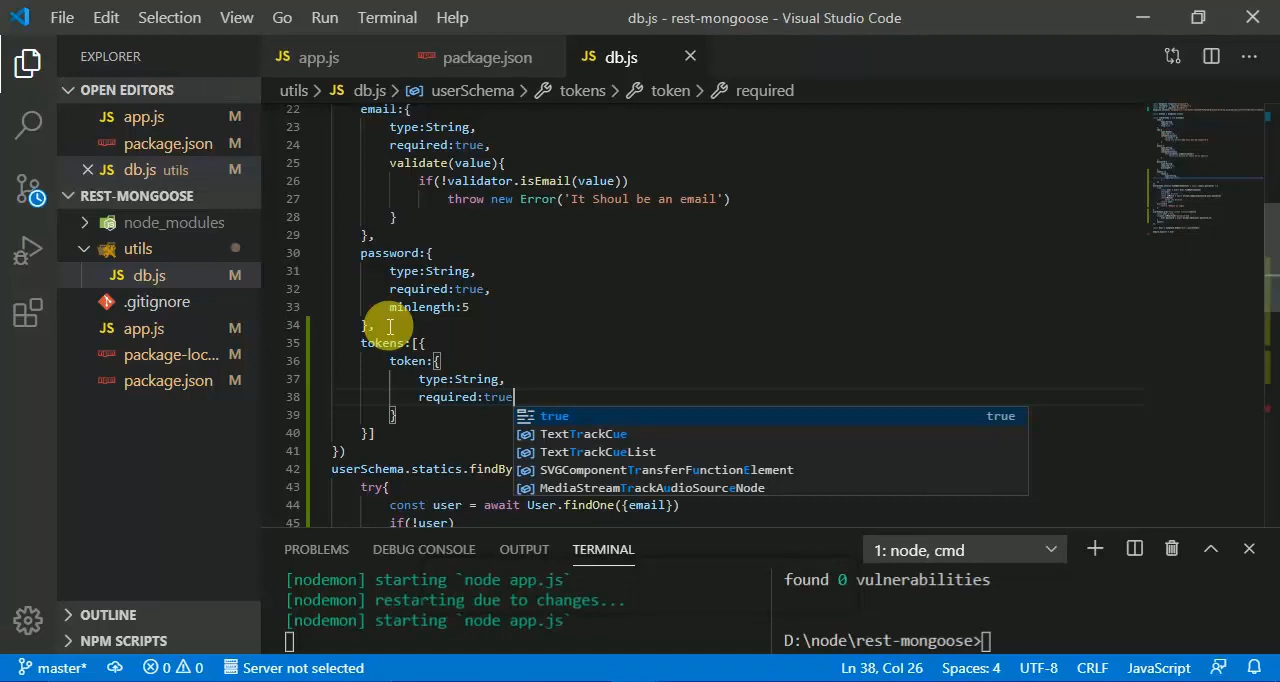 File Edit Selection View Go Run Terminal Help
db.js - rest-mongoose - Visual Studio Code
EXPLORER
OPEN EDITORS
app.js M
package.json M
db.js utils M
REST-MONGOOSE
node_modules
utils
db.js M
.gitignore
app.js M
package-loc... M
package.json M
OUTLINE
NPM SCRIPTS
JS app.js
package.json
JS db.js
utils > JS db.js > userSchema > tokens > token > required
22 email:{
23 type:String,
24 required:true,
25 validate(value){
26 if(!validator.isEmail(value))
27 throw new Error('It Shoul be an email')
28 }
29 },
30 password:{
31 type:String,
32 required:true,
33 minlength:5
34 },
35 tokens:[{
36 token:{
37 type:String,
38 required:true
39 }
40 }]
41 })
42 userSchema.statics.findBy
43 try{
44 const user = await User.findOne({email})
45 if(!user)
true true
TextTrackCue
TextTrackCueList
SVGComponentTransferFunctionElement
MediaStreamTrackAudioSourceNode
PROBLEMS DEBUG CONSOLE OUTPUT TERMINAL
1: node, cmd
[nodemon] starting `node app.js`
[nodemon] restarting due to changes...
[nodemon] starting `node app.js`
found 0 vulnerabilities
D:\node\rest-mongoose>
master* 0 0 Server not selected
Ln 38, Col 26 Spaces: 4 UTF-8 CRLF JavaScript